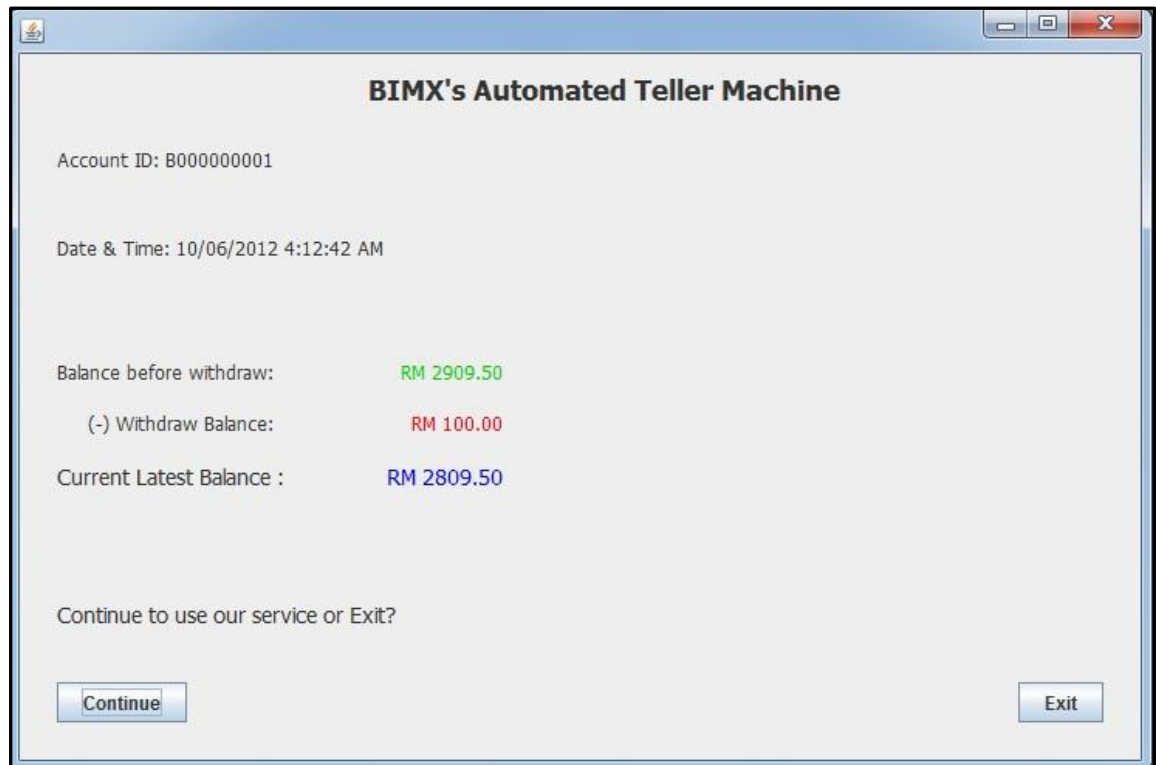 BIMX's Automated Teller Machine
Account ID: B000000001
Date & Time: 10/06/2012 4:12:42 AM
Balance before withdraw: RM 2909.50
(-) Withdraw Balance: RM 100.00
Current Latest Balance : RM 2809.50
Continue to use our service or Exit?
Continue Exit